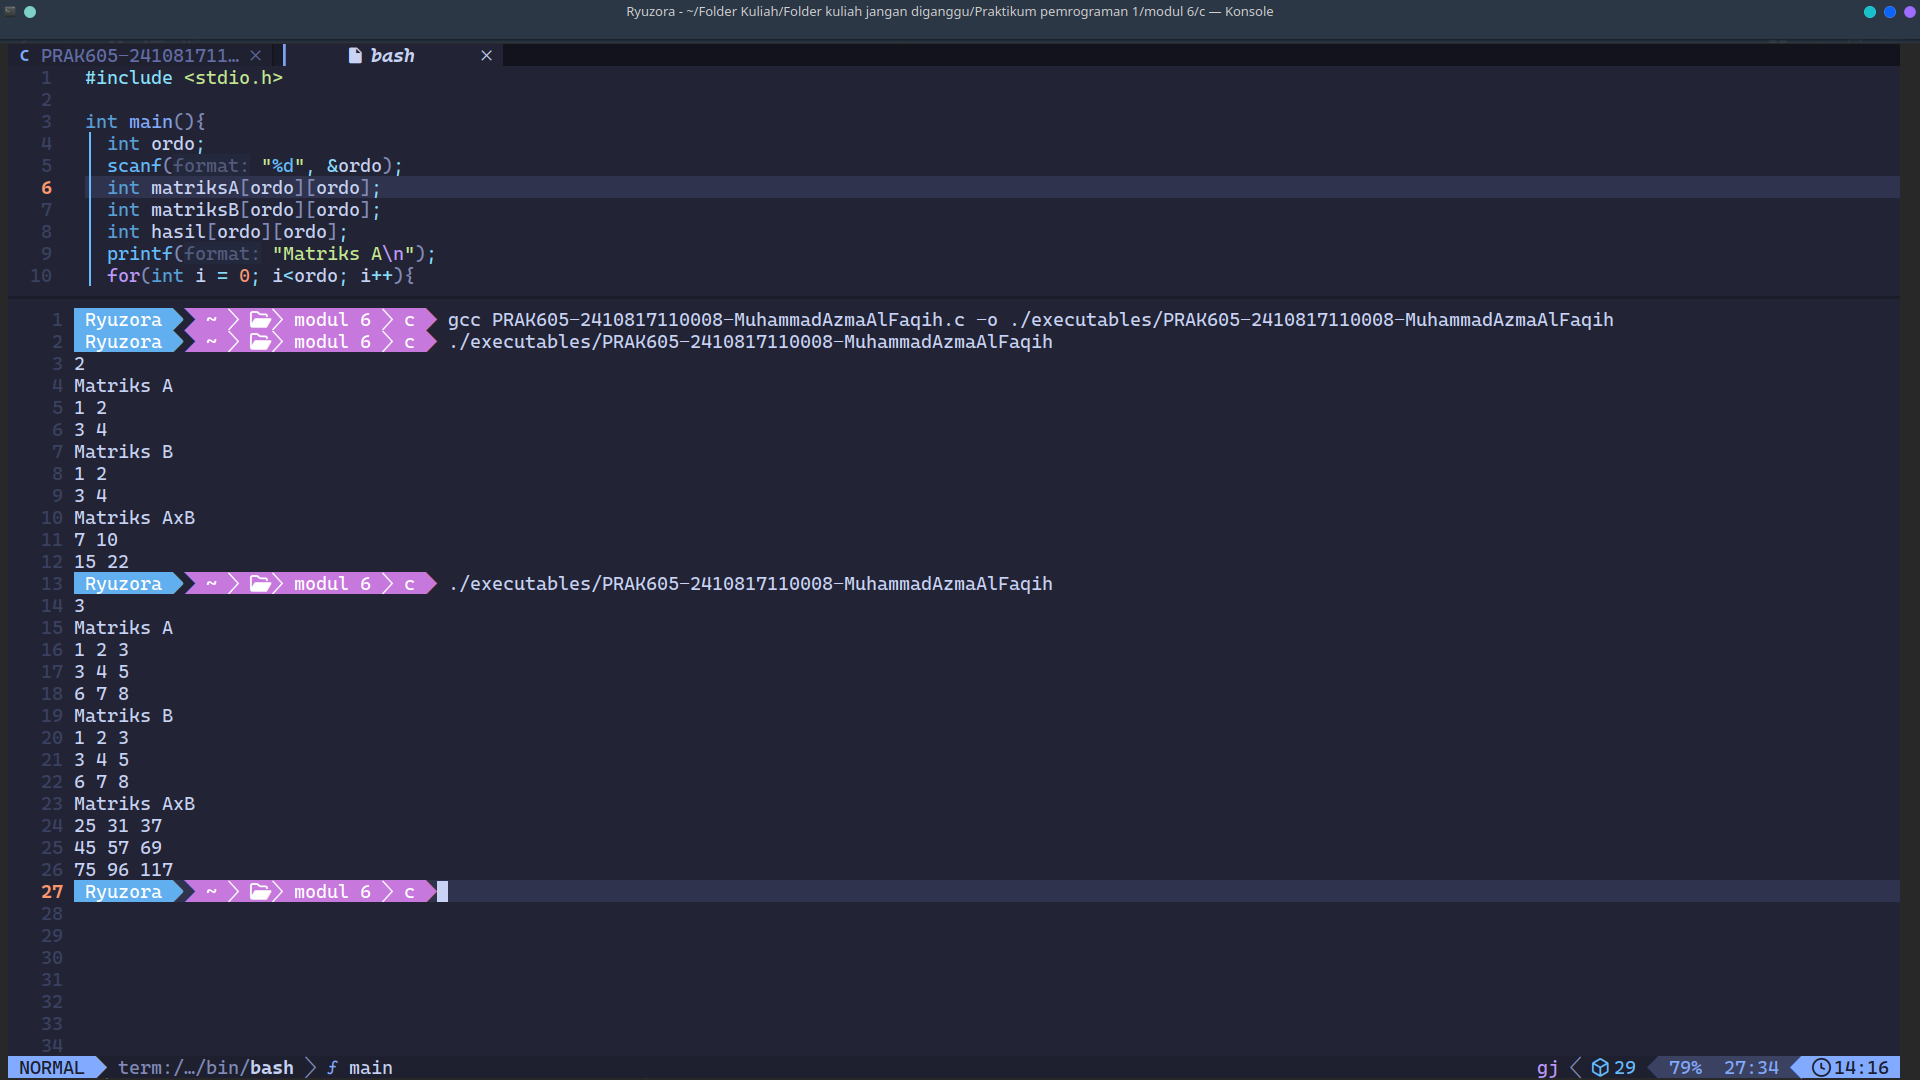 Ryuzora - ~/Folder Kuliah/Folder kuliah jangan diganggu/Praktikum pemrograman 1/modul 6/c — Konsole
C PRAK605-241081711… × bash ×
1 #include <stdio.h>
2
3 int main(){
4 int ordo;
5 scanf(format: "%d", &ordo);
6 int matriksA[ordo][ordo];
7 int matriksB[ordo][ordo];
8 int hasil[ordo][ordo];
9 printf(format: "Matriks A\n");
10 for(int i = 0; i<ordo; i++){
1 Ryuzora ~ modul 6 c gcc PRAK605-2410817110008-MuhammadAzmaAlFaqih.c -o ./executables/PRAK605-2410817110008-MuhammadAzmaAlFaqih
2 Ryuzora ~ modul 6 c ./executables/PRAK605-2410817110008-MuhammadAzmaAlFaqih
3 2
4 Matriks A
5 1 2
6 3 4
7 Matriks B
8 1 2
9 3 4
10 Matriks AxB
11 7 10
12 15 22
13 Ryuzora ~ modul 6 c ./executables/PRAK605-2410817110008-MuhammadAzmaAlFaqih
14 3
15 Matriks A
16 1 2 3
17 3 4 5
18 6 7 8
19 Matriks B
20 1 2 3
21 3 4 5
22 6 7 8
23 Matriks AxB
24 25 31 37
25 45 57 69
26 75 96 117
27 Ryuzora ~ modul 6 c
28
29
30
31
32
33
34
NORMAL term:/…/bin/bash ƒ main gj 29 79% 27:34 14:16